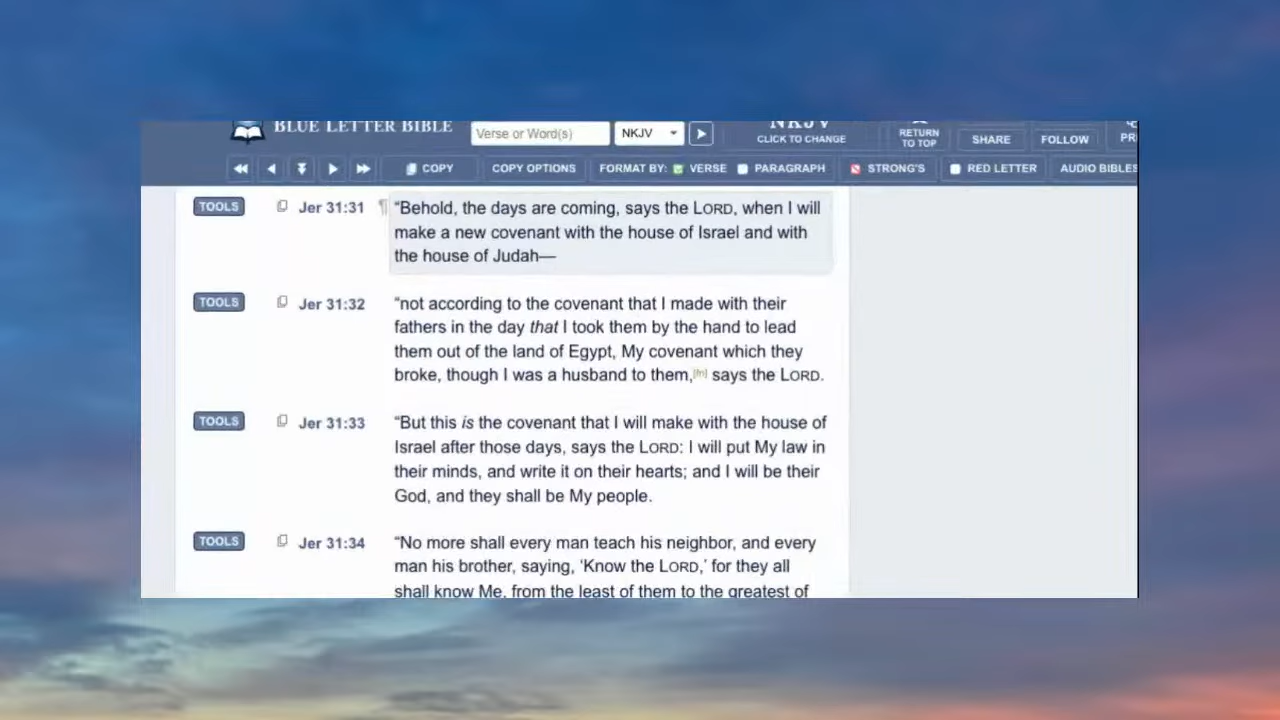 BLUE LETTER BIBLE
Verse or Word(s)
NKJV
NKJV
CLICK TO CHANGE
RETURN
TO TOP
SHARE
FOLLOW
COPY
COPY OPTIONS
FORMAT BY:
VERSE
PARAGRAPH
STRONG'S
RED LETTER
AUDIO BIBLES
TOOLS
Jer 31:31
¶
“Behold, the days are coming, says the LORD, when I will
make a new covenant with the house of Israel and with
the house of Judah—
TOOLS
Jer 31:32
“not according to the covenant that I made with their
fathers in the day that I took them by the hand to lead
them out of the land of Egypt, My covenant which they
broke, though I was a husband to them,[fn] says the LORD.
TOOLS
Jer 31:33
“But this is the covenant that I will make with the house of
Israel after those days, says the LORD: I will put My law in
their minds, and write it on their hearts; and I will be their
God, and they shall be My people.
TOOLS
Jer 31:34
“No more shall every man teach his neighbor, and every
man his brother, saying, ‘Know the LORD,’ for they all
shall know Me, from the least of them to the greatest of